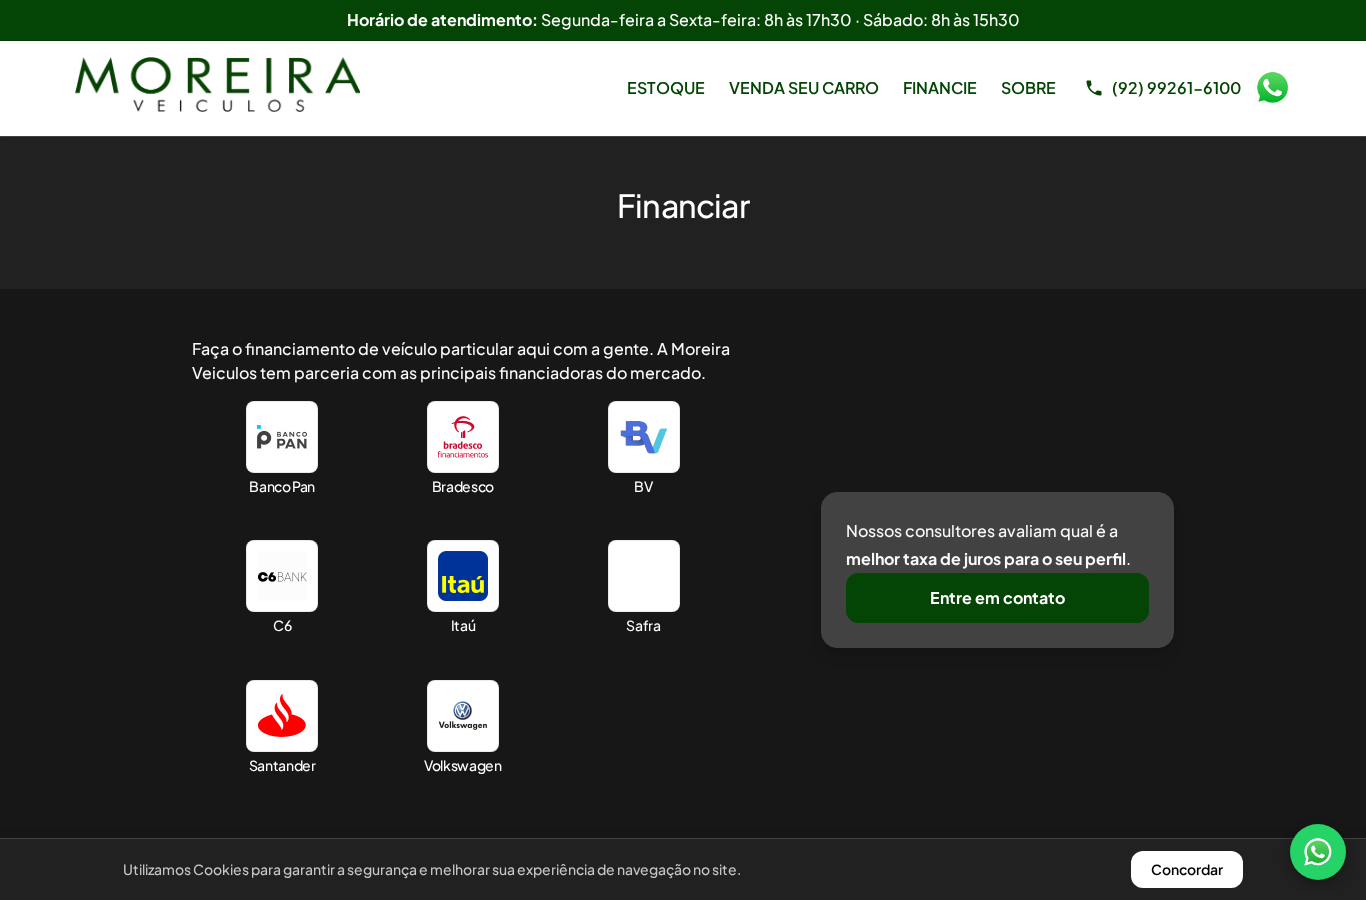 Horário de atendimento: Segunda-feira a Sexta-feira: 8h às 17h30 · Sábado: 8h às 15h30
MOREIRA
VEICULOS
ESTOQUE VENDA SEU CARRO FINANCIE SOBRE (92) 99261-6100
Financiar
Faça o financiamento de veículo particular aqui com a gente. A Moreira
Veiculos tem parceria com as principais financiadoras do mercado.
BANCO
PAN
Banco Pan
bradesco
financiamentos
Bradesco
BV
BV
C6BANK
C6
Itaú
Itaú
Safra
Santander
Volkswagen
Volkswagen
Nossos consultores avaliam qual é a
melhor taxa de juros para o seu perfil.
Entre em contato
Utilizamos Cookies para garantir a segurança e melhorar sua experiência de navegação no site.
Concordar